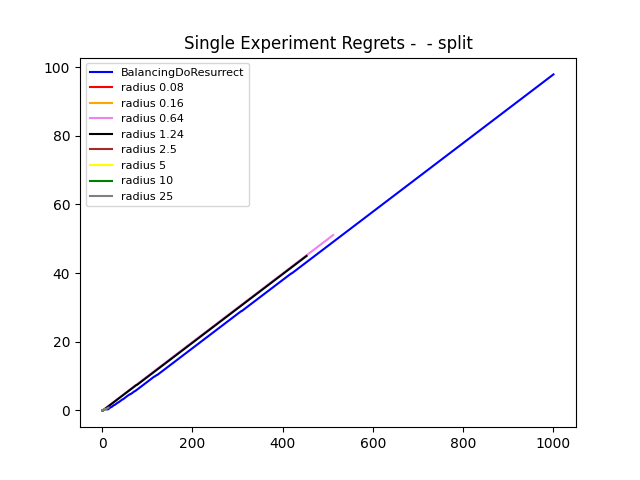 Single Experiment Regrets -  - split
100
80
60
40
20
0
BalancingDoResurrect
radius 0.08
radius 0.16
radius 0.64
radius 1.24
radius 2.5
radius 5
radius 10
radius 25
0 200 400 600 800 1000